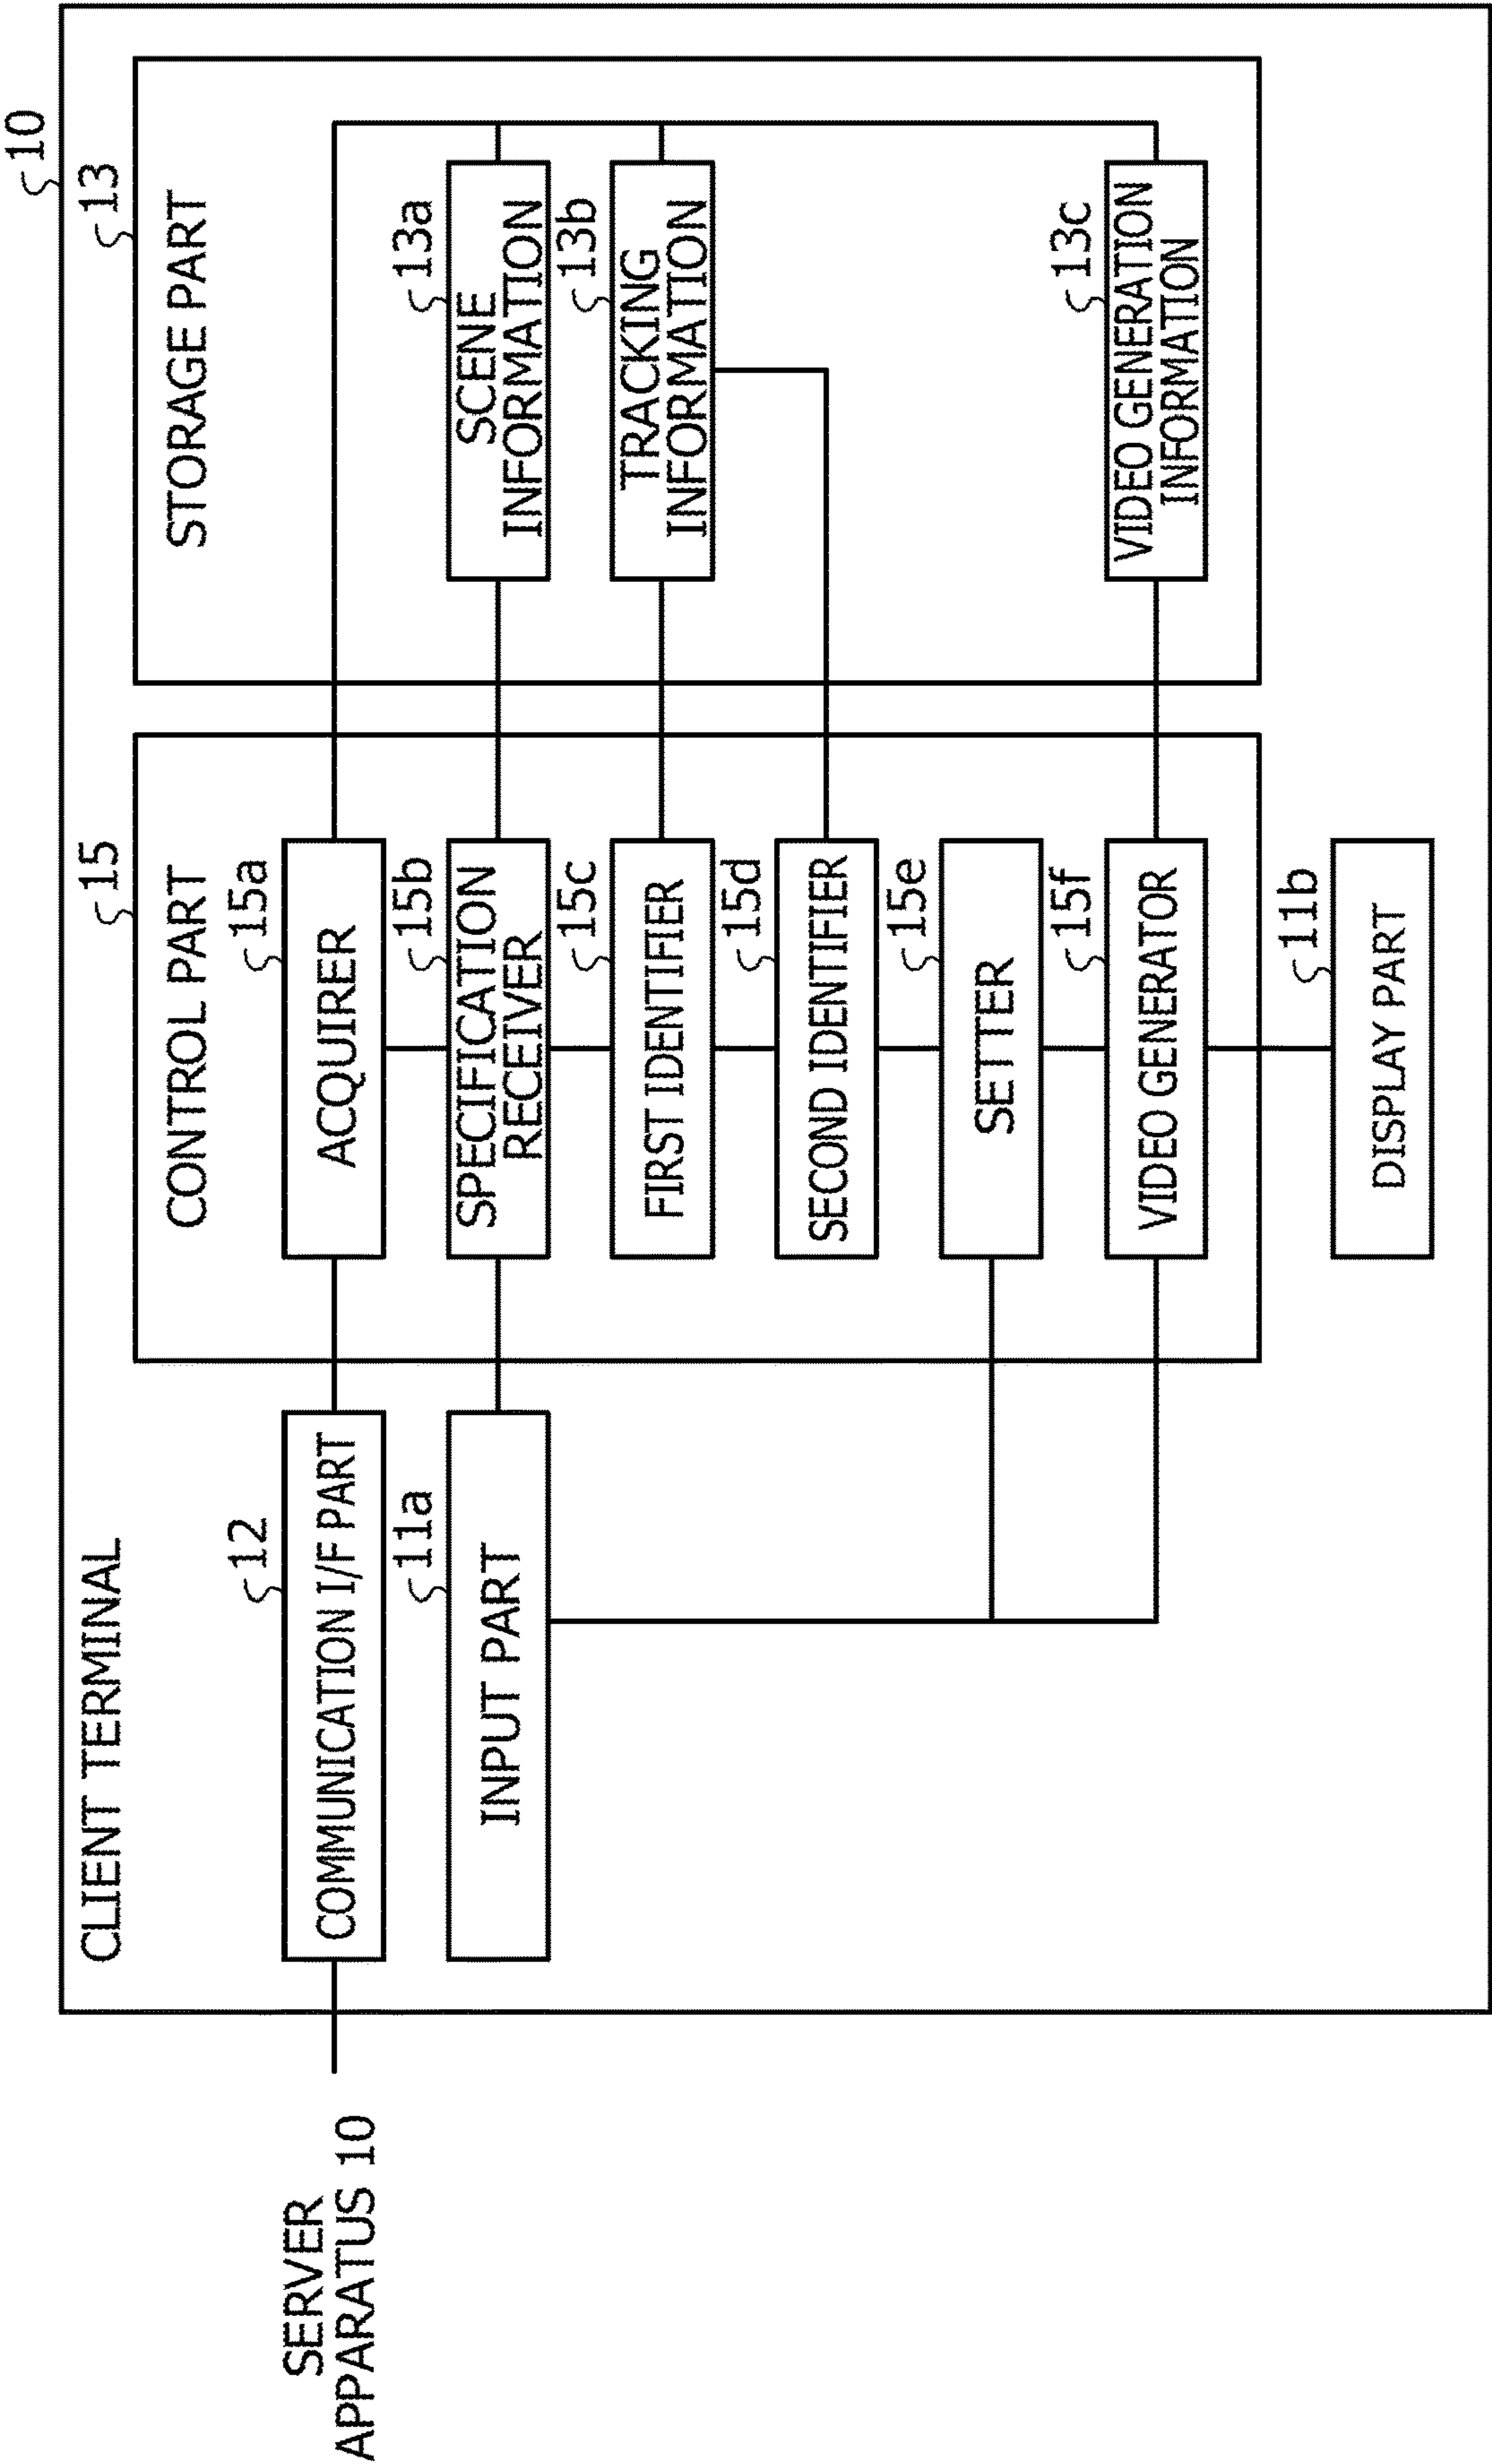 10
CLIENT TERMINAL
15
13
CONTROL PART
STORAGE PART
SERVER
APPARATUS 10
12
COMMUNICATION I/F PART
15a
ACQUIRER
11a
INPUT PART
15b
SPECIFICATION
RECEIVER
13a
SCENE
INFORMATION
15c
FIRST IDENTIFIER
13b
TRACKING
INFORMATION
15d
SECOND IDENTIFIER
15e
SETTER
15f
VIDEO GENERATOR
13c
VIDEO GENERATION
INFORMATION
11b
DISPLAY PART